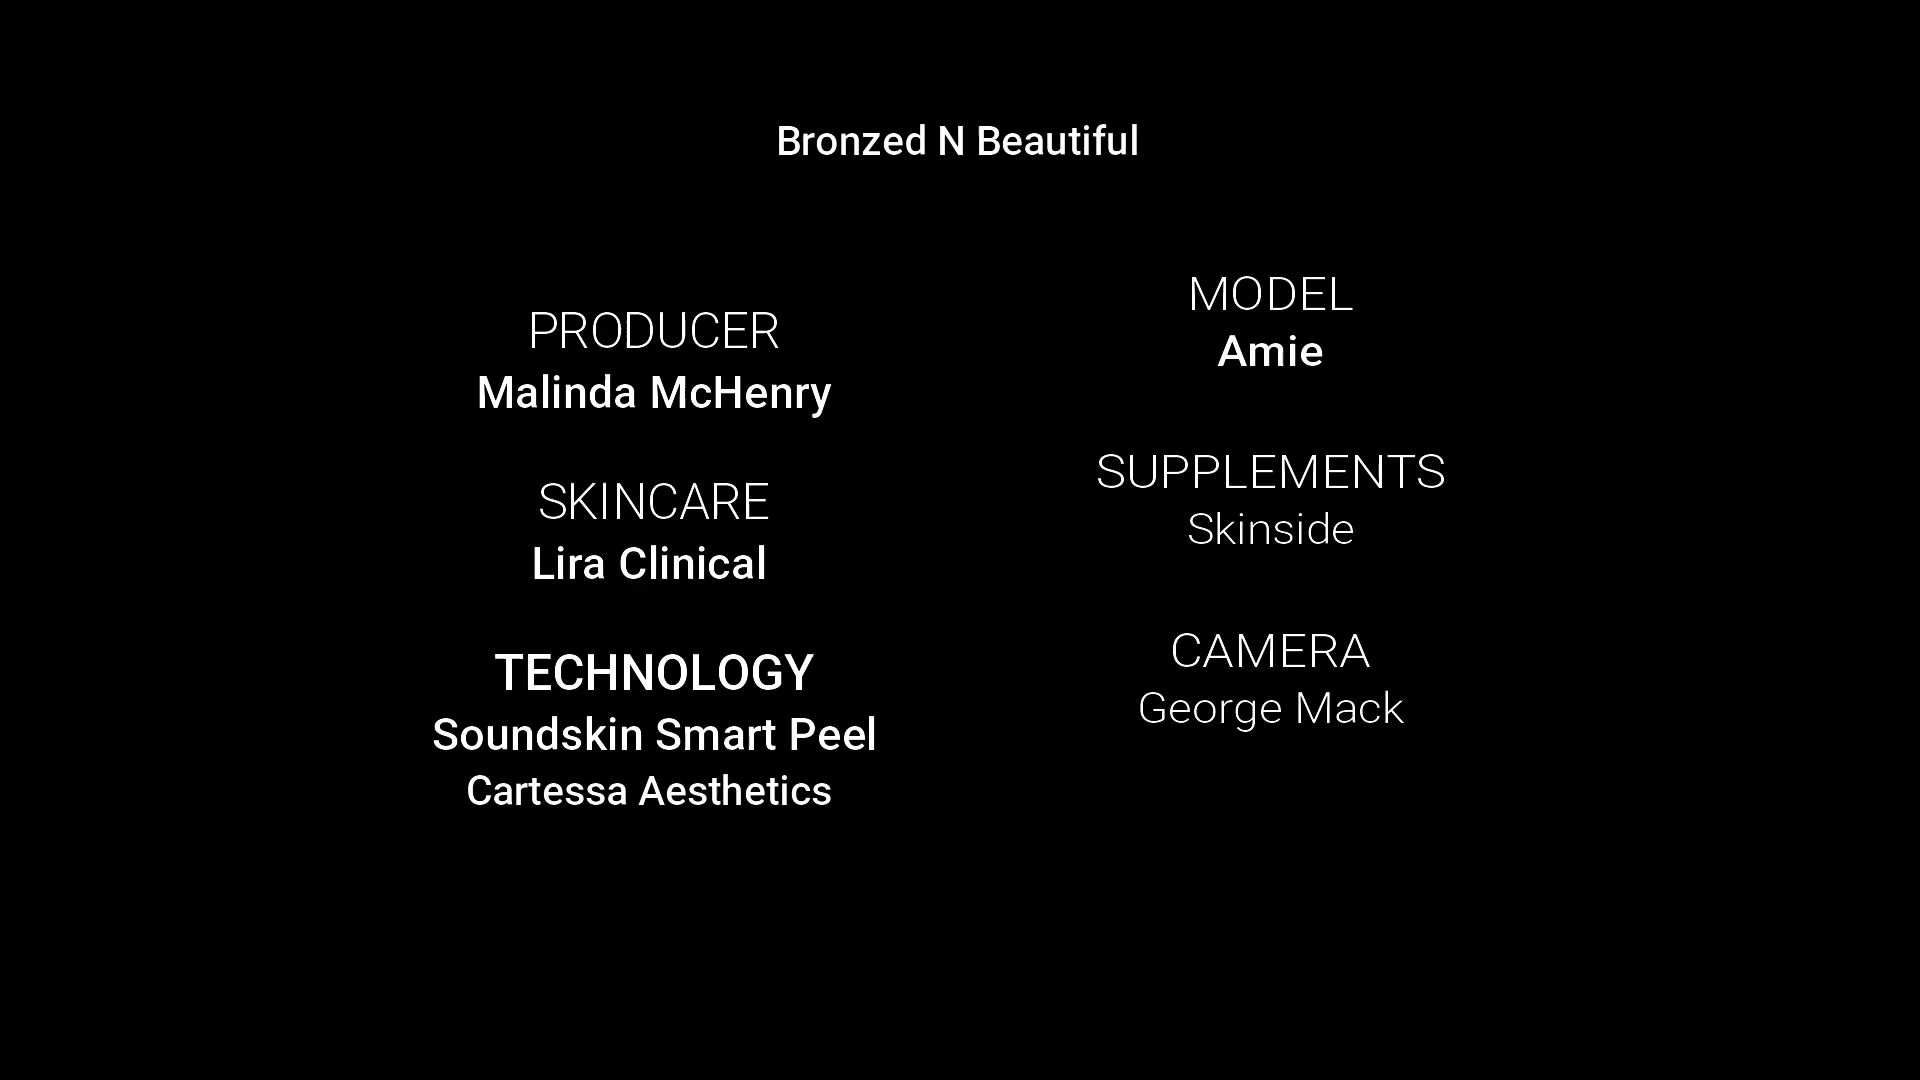 Bronzed N Beautiful
PRODUCER
Malinda McHenry
SKINCARE
Lira Clinical
TECHNOLOGY
Soundskin Smart Peel
Cartessa Aesthetics
MODEL
Amie
SUPPLEMENTS
Skinside
CAMERA
George Mack